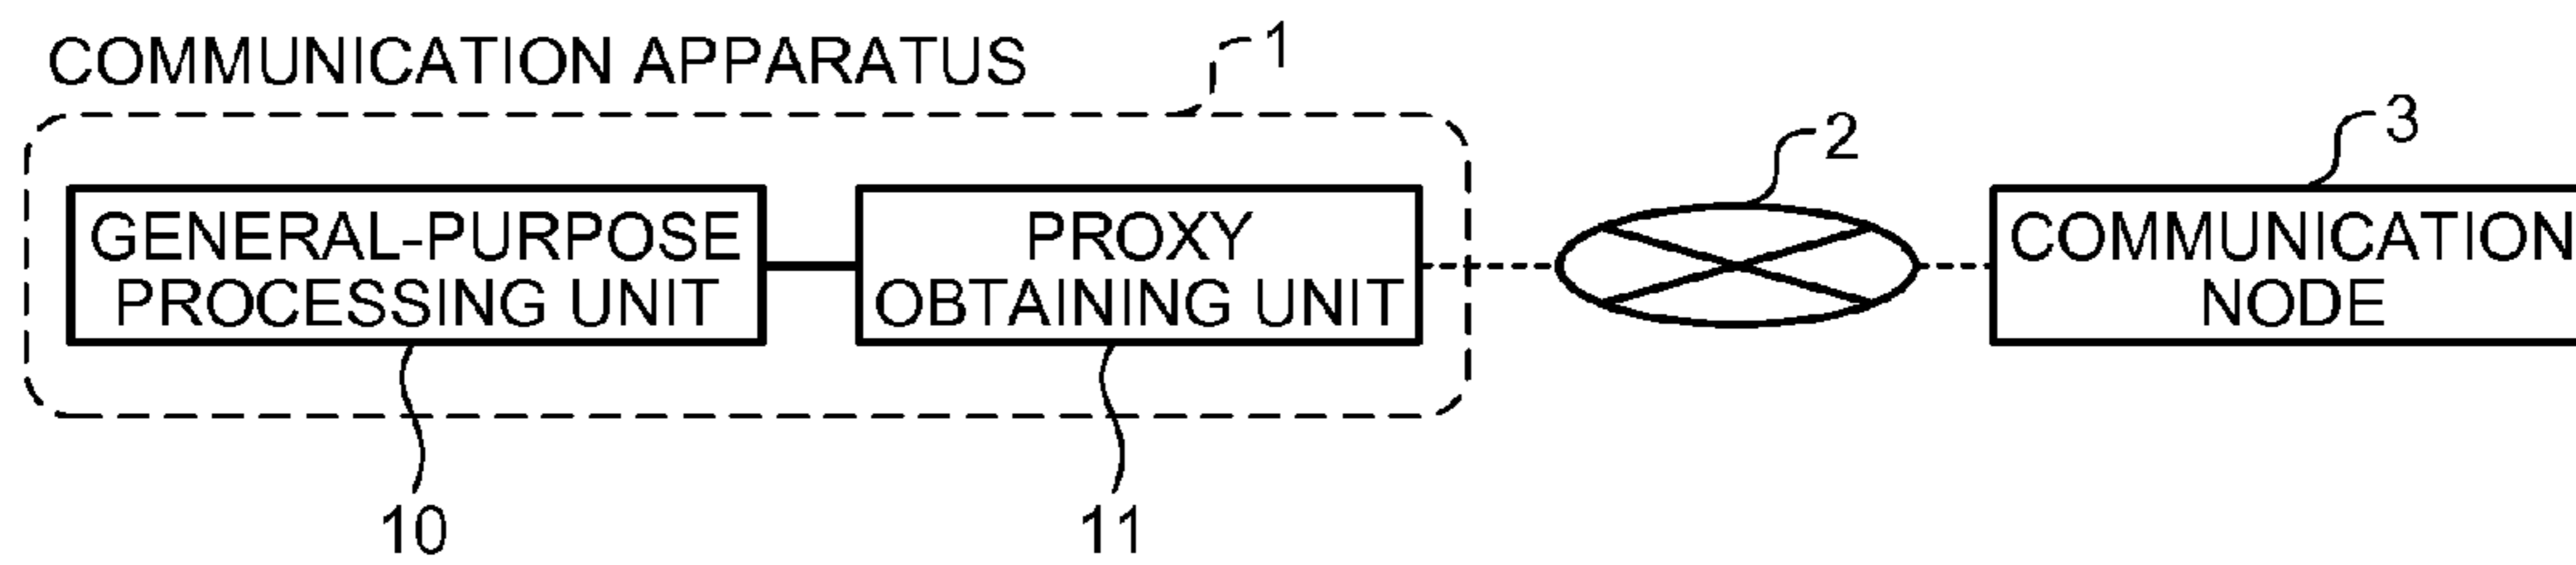 COMMUNICATION APPARATUS
1
GENERAL-PURPOSE
PROCESSING UNIT
PROXY
OBTAINING UNIT
2
3
COMMUNICATION
NODE
10
11